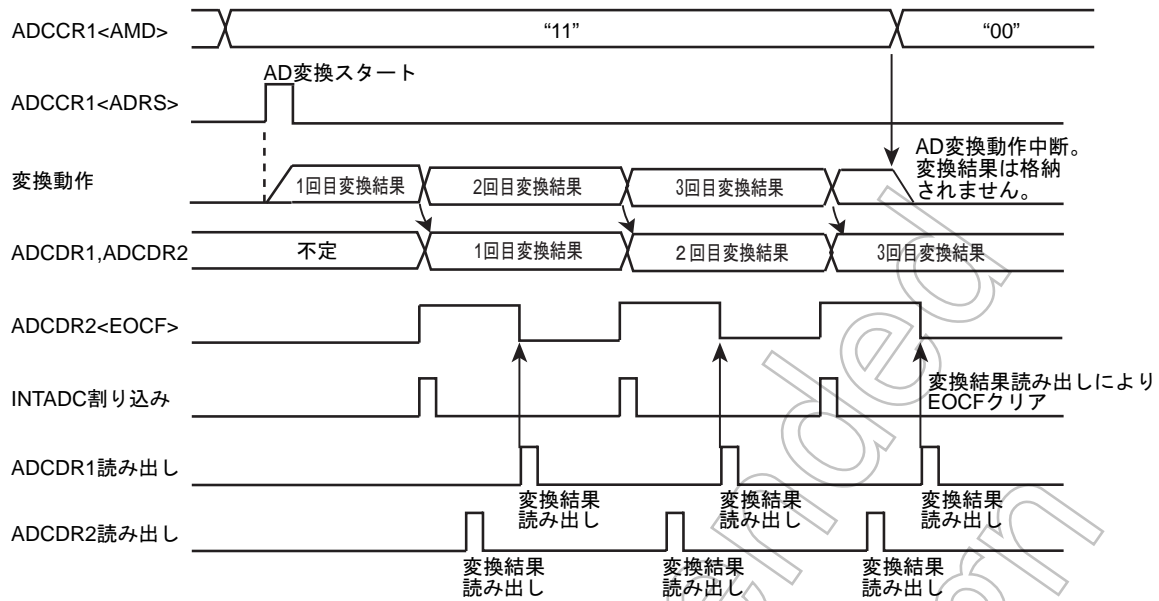 ADCCR1<AMD>
“11”
“00”
AD変換スタート
ADCCR1<ADRS>
変換動作
1回目変換結果
2回目変換結果
3回目変換結果
AD変換動作中断。
変換結果は格納
されません。
ADCDR1,ADCDR2
不定
1回目変換結果
2回目変換結果
3回目変換結果
ADCDR2<EOCF>
INTADC割り込み
変換結果読み出しにより
EOCFクリア
ADCDR1読み出し
変換結果
読み出し
変換結果
読み出し
変換結果
読み出し
ADCDR2読み出し
変換結果
読み出し
変換結果
読み出し
変換結果
読み出し